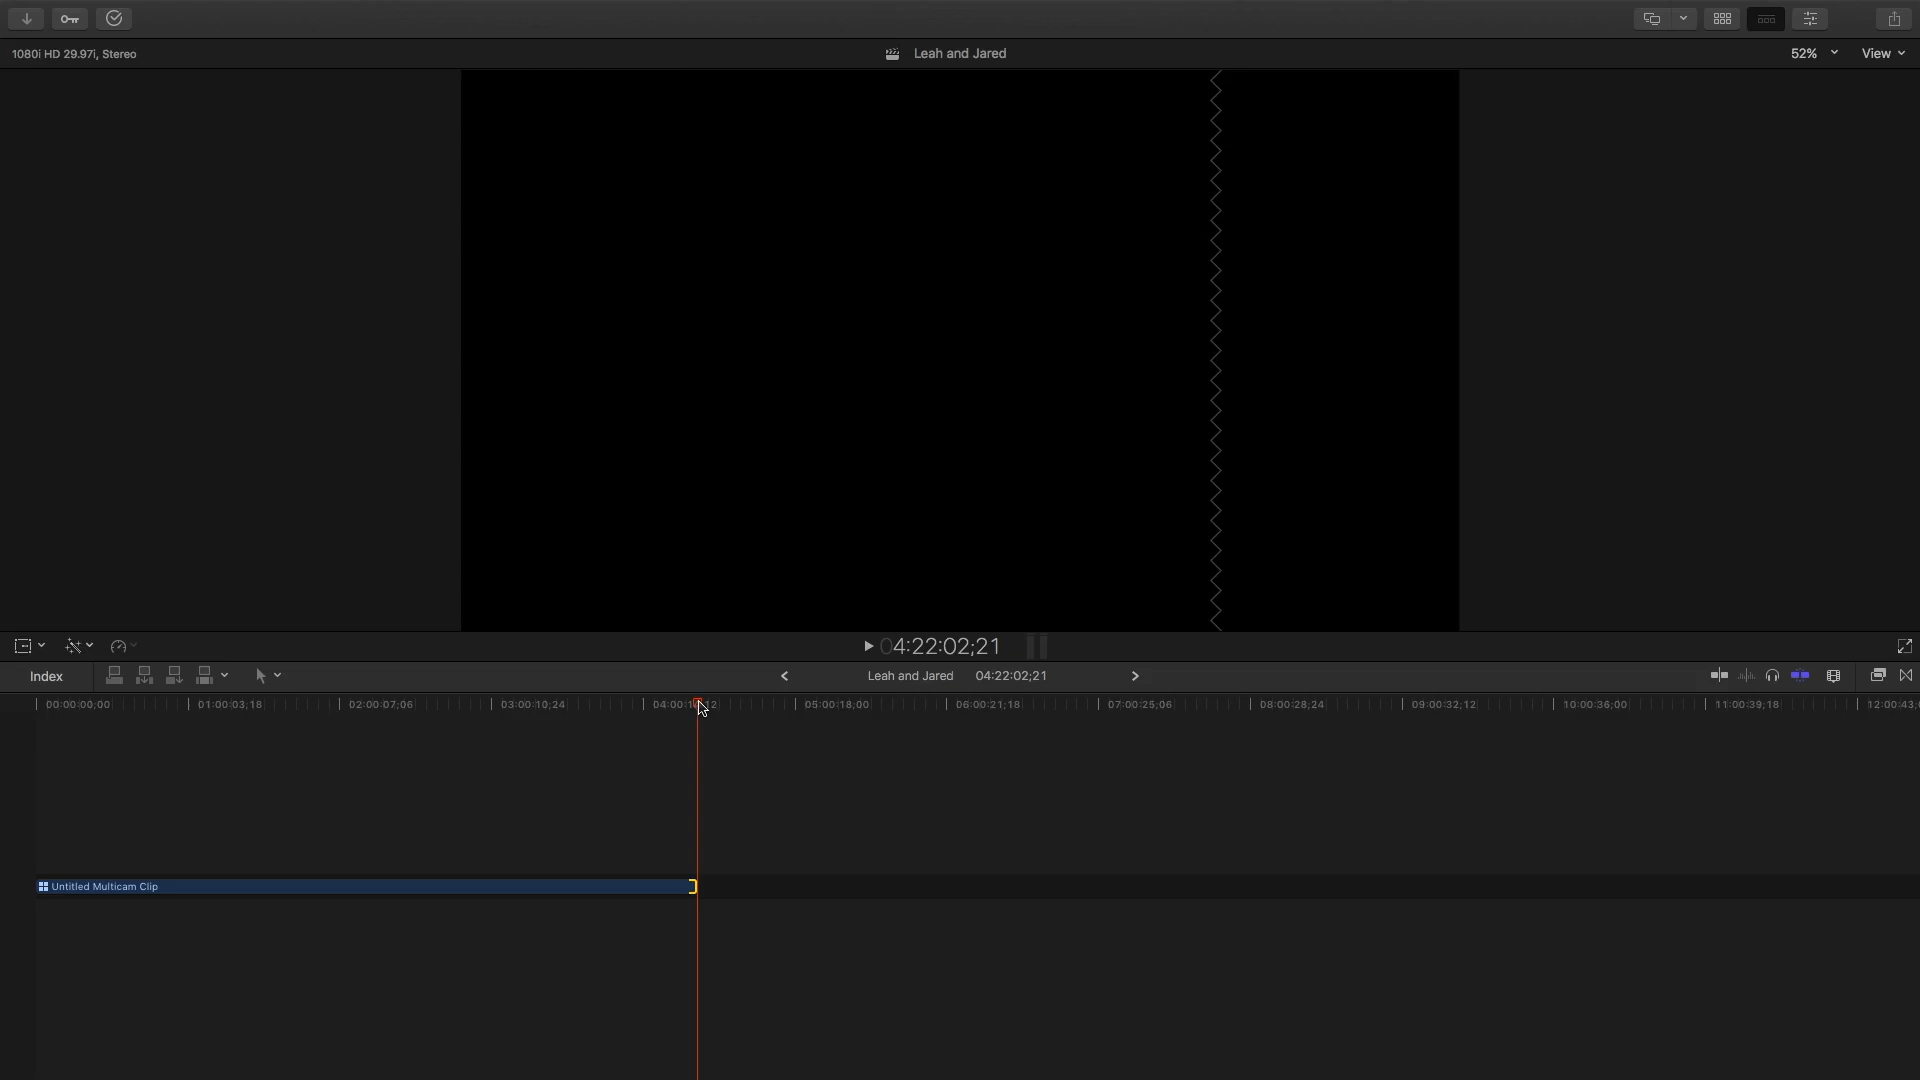 1080i HD 29.97i, Stereo
Leah and Jared
52%
View
04:22:02;21
Index
Leah and Jared 04:22:02;21
00:00:00;00 01:00:03;18 02:00:07;06 03:00:10;24 05:00:18;00 06:00:21;18 07:00:25;06 08:00:28;24 09:00:32;12 10:00:36;00 11:00:39;18
Untitled Multicam Clip